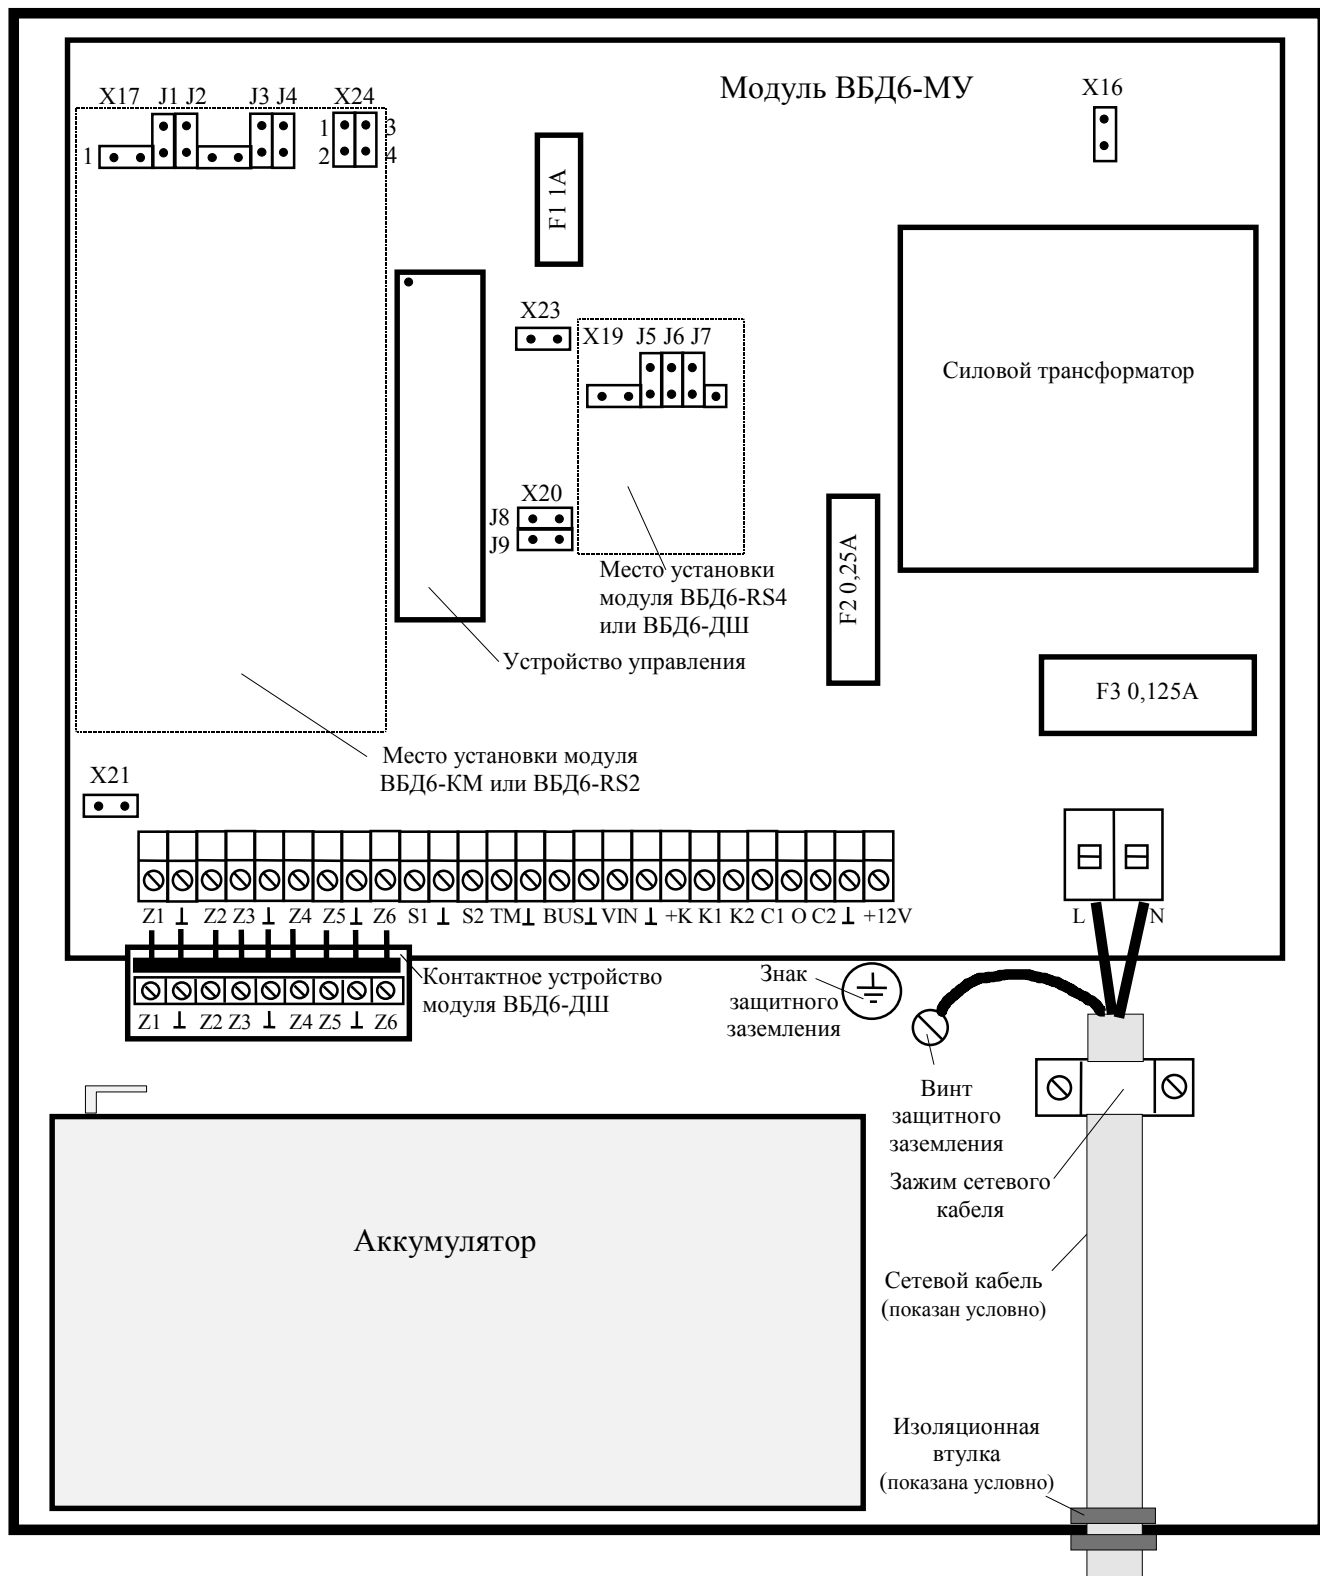 Модуль ВБД6-МУ
X17 J1 J2 J3 J4 X24
X16
1 3
1 2 4
F1 1A
X23
X19 J5 J6 J7
Силовой трансформатор
X20
J8
J9
F2 0,25A
Место установки
модуля ВБД6-RS4
или ВБД6-ДШ
Устройство управления
F3 0,125A
Место установки модуля
ВБД6-КМ или ВБД6-RS2
X21
Z1 ⊥ Z2 Z3 ⊥ Z4 Z5 ⊥ Z6 S1 ⊥ S2 TM ⊥ BUS ⊥ VIN ⊥ +K K1 K2 C1 O C2 ⊥ +12V
L N
Контактное устройство
модуля ВБД6-ДШ
Z1 ⊥ Z2 Z3 ⊥ Z4 Z5 ⊥ Z6
Знак
защитного
заземления
Винт
защитного
заземления
Зажим сетевого
кабеля
Аккумулятор
Сетевой кабель
(показан условно)
Изоляционная
втулка
(показана условно)